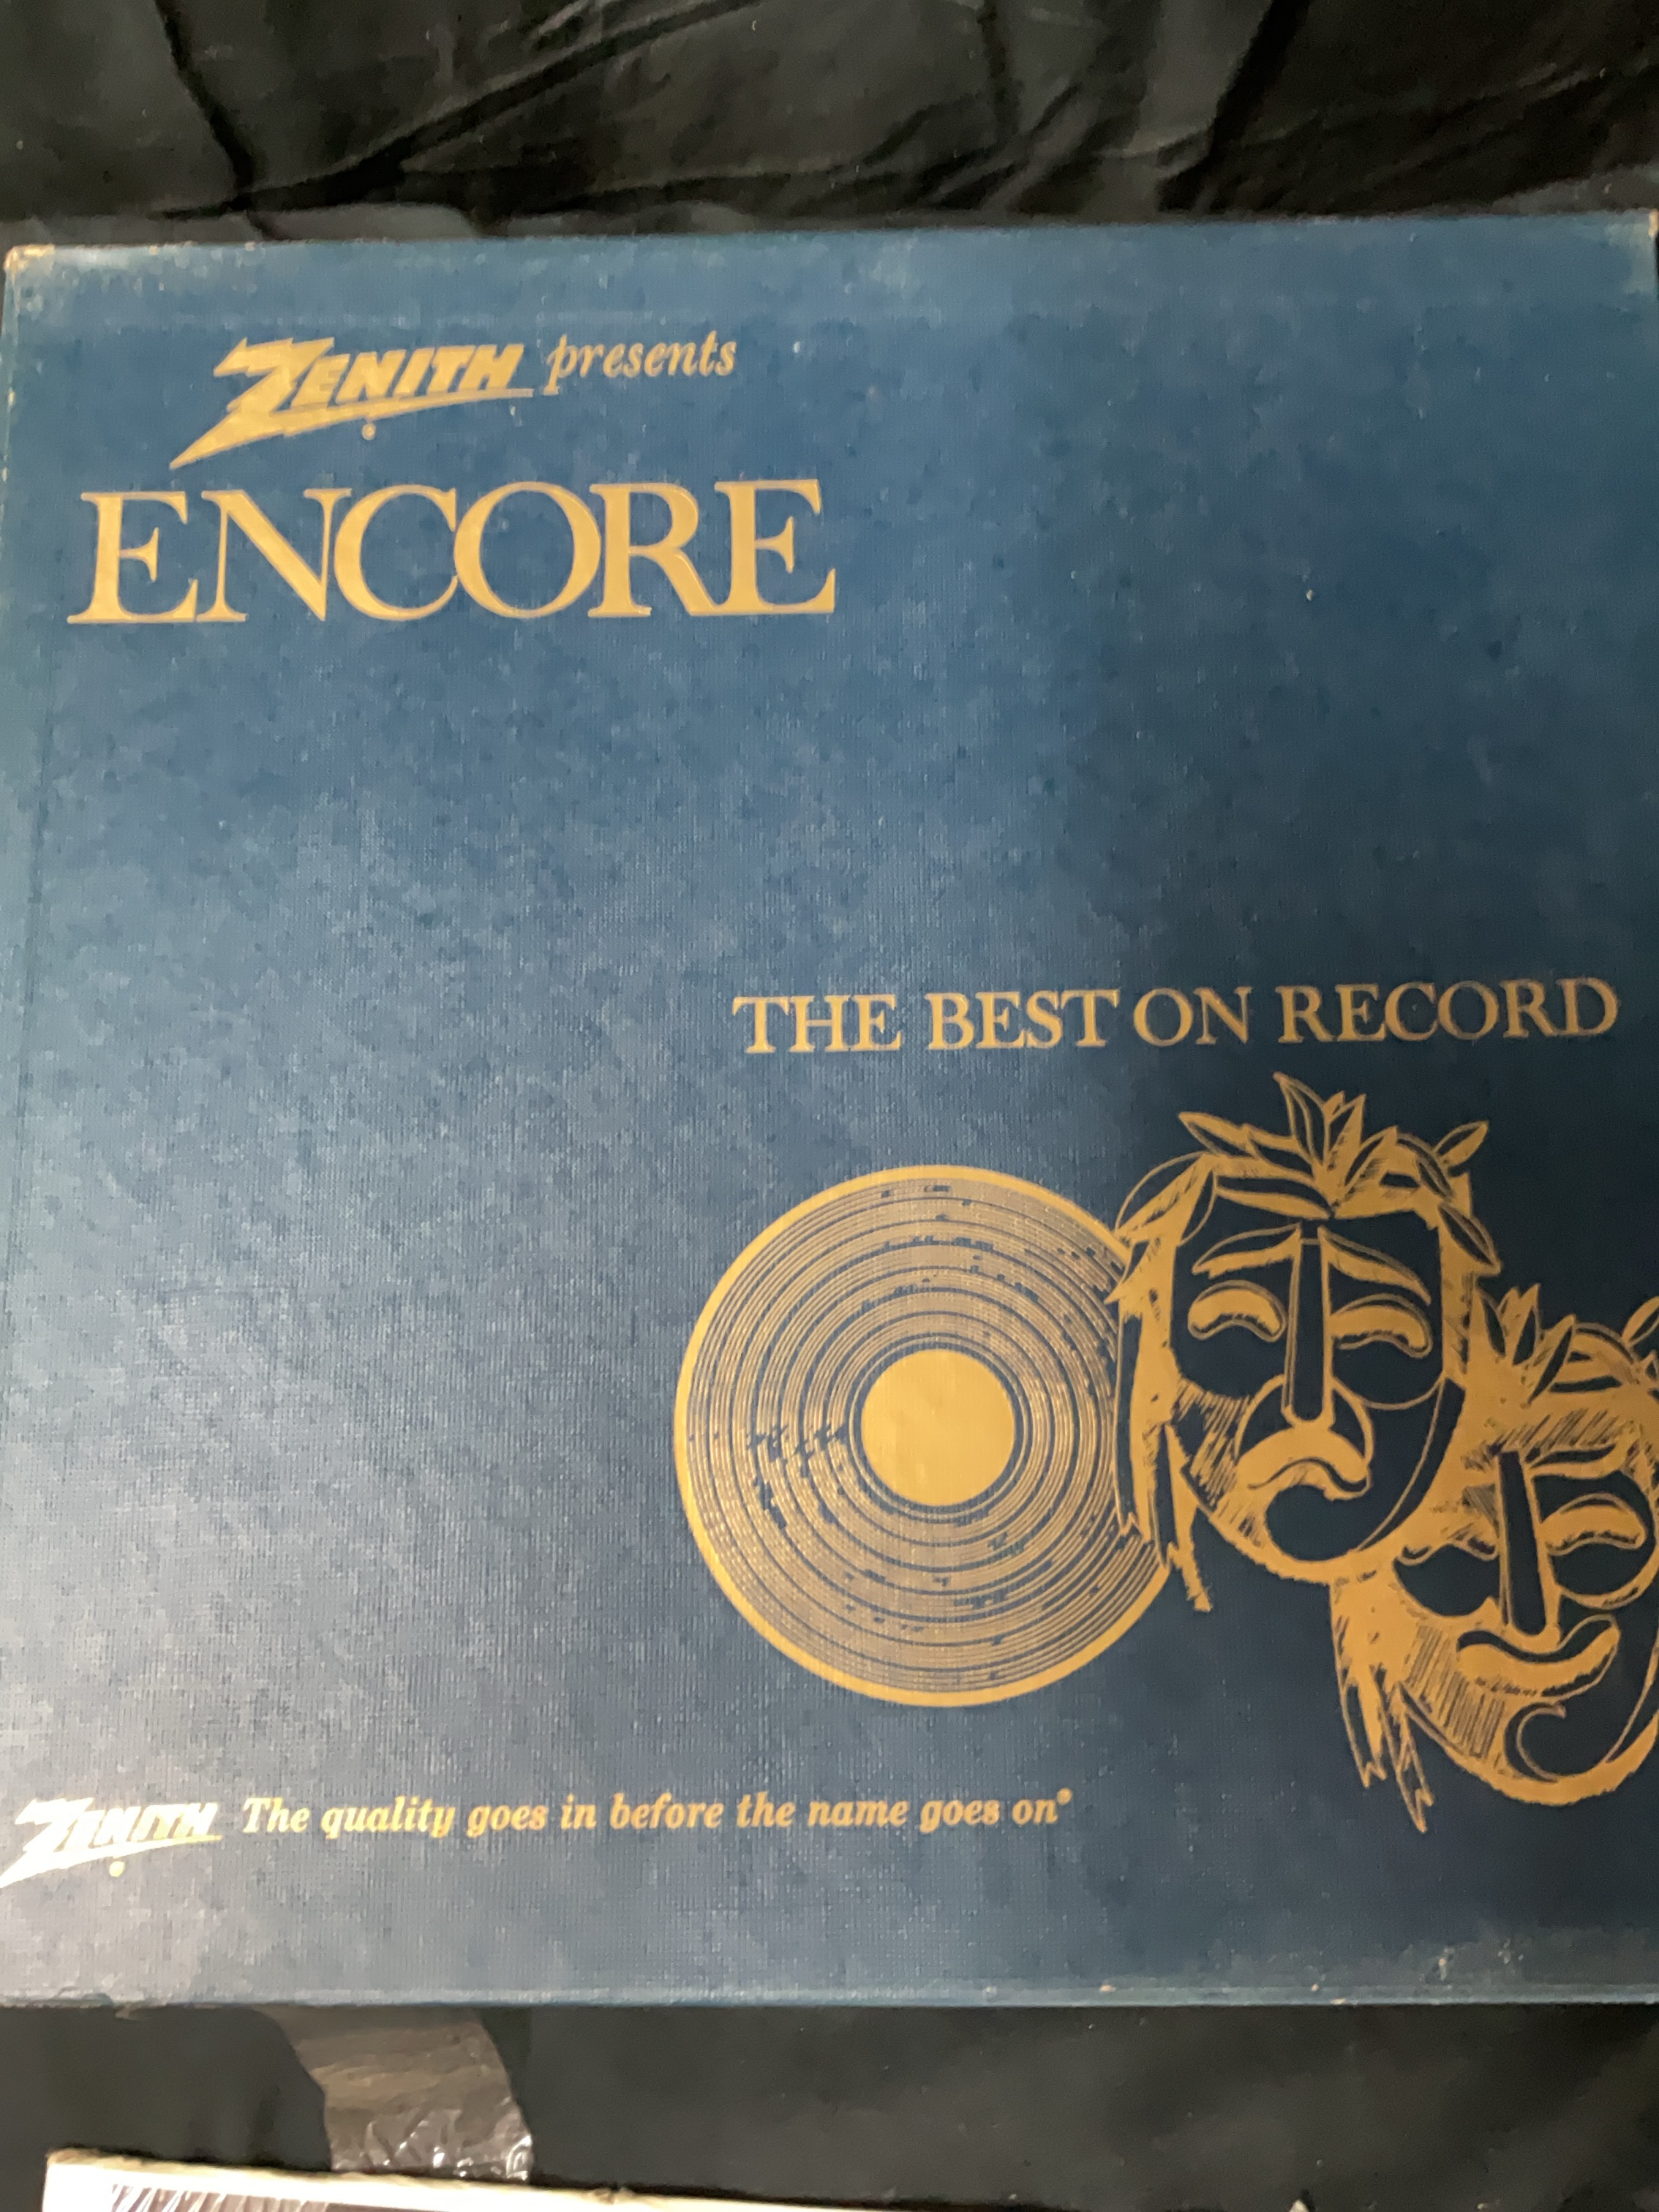 ZENITH presents
ENCORE
THE BEST ON RECORD
ZENITH The quality goes in before the name goes on®